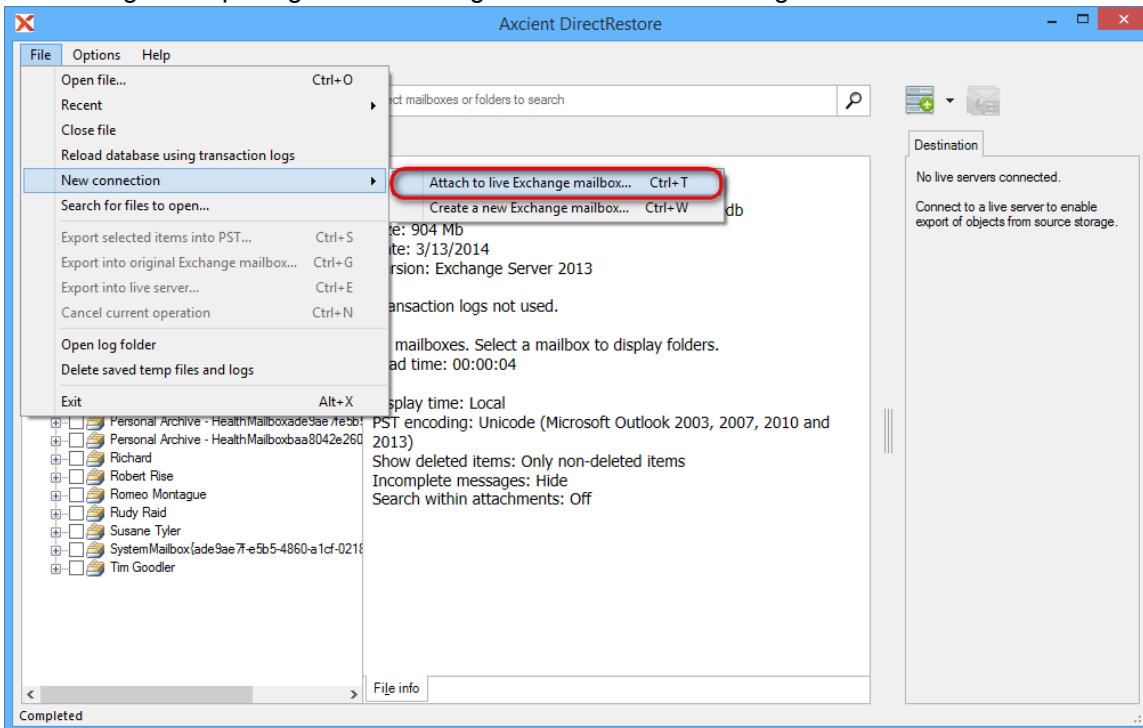 Axcient DirectRestore
File Options Help
Open file... Ctrl+O
Recent
Close file
Reload database using transaction logs
New connection
Search for files to open...
Export selected items into PST... Ctrl+S
Export into original Exchange mailbox... Ctrl+G
Export into live server... Ctrl+E
Cancel current operation Ctrl+N
Open log folder
Delete saved temp files and logs
Exit Alt+X
Attach to live Exchange mailbox... Ctrl+T
Create a new Exchange mailbox... Ctrl+W
ect mailboxes or folders to search
db
ze: 904 Mb
te: 3/13/2014
rsion: Exchange Server 2013
ansaction logs not used.
mailboxes. Select a mailbox to display folders.
ad time: 00:00:04
splay time: Local
PST encoding: Unicode (Microsoft Outlook 2003, 2007, 2010 and
2013)
Show deleted items: Only non-deleted items
Incomplete messages: Hide
Search within attachments: Off
Personal Archive - HealthMailboxade9ae7fe5b5
Personal Archive - HealthMailboxbaa8042e260
Richard
Robert Rise
Romeo Montague
Rudy Raid
Susane Tyler
SystemMailbox{ade9ae7f-e5b5-4860-a1cf-0218
Tim Goodler
File info
Destination
No live servers connected.
Connect to a live server to enable
export of objects from source storage.
Completed